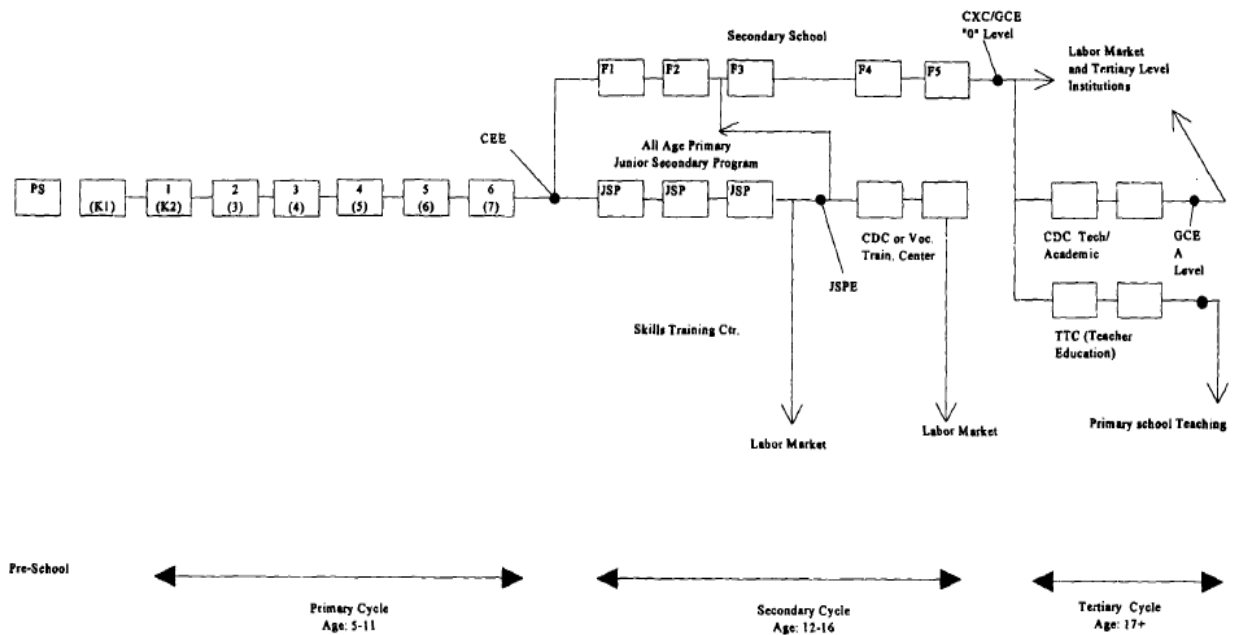 CXC/GCE
"0" Level
Secondary School
Labor Market
and Tertiary Level
Institutions
F1
F2
F3
F4
F5
CEE
All Age Primary
Junior Secondary Program
PS
(K1)
1
(K2)
2
(3)
3
(4)
4
(5)
5
(6)
6
(7)
JSP
JSP
JSP
CDC or Voc.
Train. Center
JSPE
CDC Tech/
Academic
GCE
A
Level
Skills Training Ctr.
TTC (Teacher
Education)
Labor Market
Labor Market
Primary school Teaching
Pre-School
Primary Cycle
Age: 5-11
Secondary Cycle
Age: 12-16
Tertiary Cycle
Age: 17+